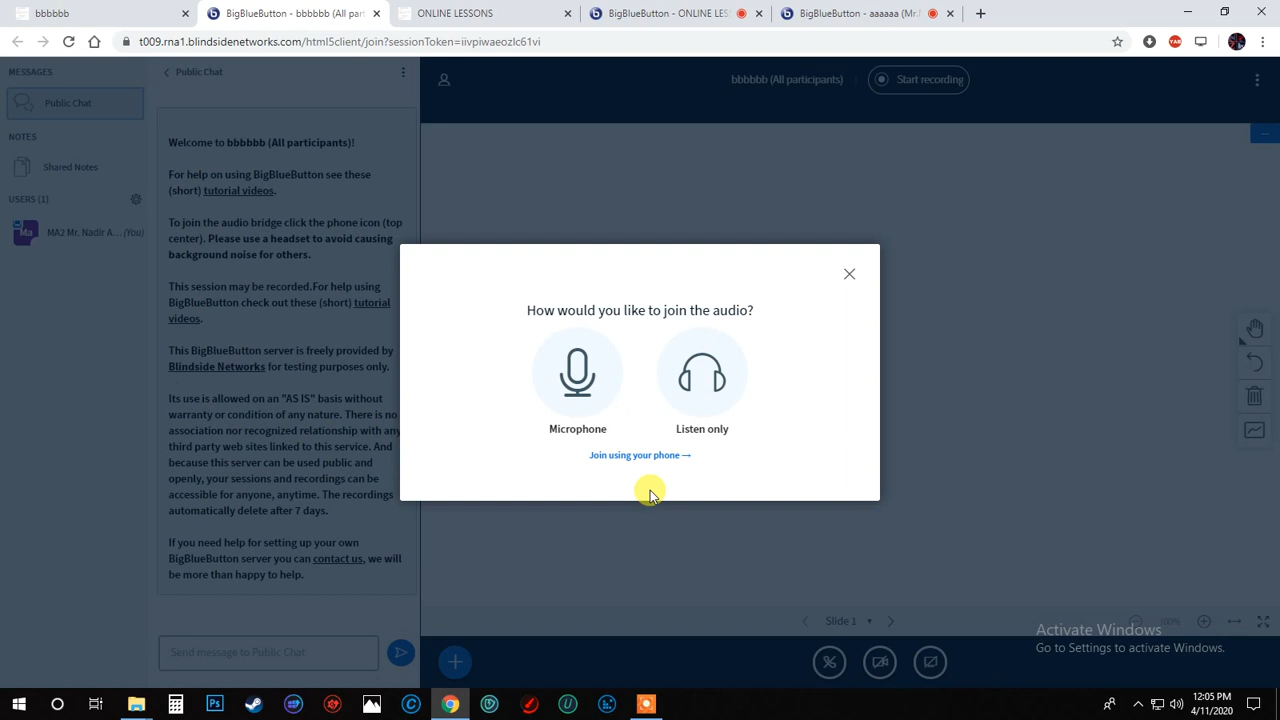 bbbbbb
BigBlueButton - bbbbbb (All part
ONLINE LESSONS
BigBlueButton - ONLINE LES
BigBlueButton - aaaaaa (Mr.
t009.rna1.blindsidenetworks.com/html5client/join?sessionToken=iivpiwaeozlc61vi
MESSAGES
Public Chat
NOTES
Shared Notes
USERS (1)
Ma
MA2 Mr. Nadir A... (You)
Public Chat
Welcome to bbbbbb (All participants)!
For help on using BigBlueButton see these
(short) tutorial videos.
To join the audio bridge click the phone icon (top
center). Please use a headset to avoid causing
background noise for others.
This session may be recorded.For help using
BigBlueButton check out these (short) tutorial
videos.
This BigBlueButton server is freely provided by
Blindside Networks for testing purposes only.
Its use is allowed on an "AS IS" basis without
warranty or condition of any nature. There is no
association nor recognized relationship with any
third party web sites linked to this service. And
because this server can be used public and
openly, your sessions and recordings can be
accessible for anyone, anytime. The recordings
automatically delete after 7 days.
If you need help for setting up your own
BigBlueButton server you can contact us, we will
be more than happy to help.
Send message to Public Chat
bbbbbb (All participants)
Start recording
How would you like to join the audio?
Microphone
Listen only
Join using your phone →
Slide 1
100%
Activate Windows
Go to Settings to activate Windows.
Ps
12:05 PM
4/11/2020